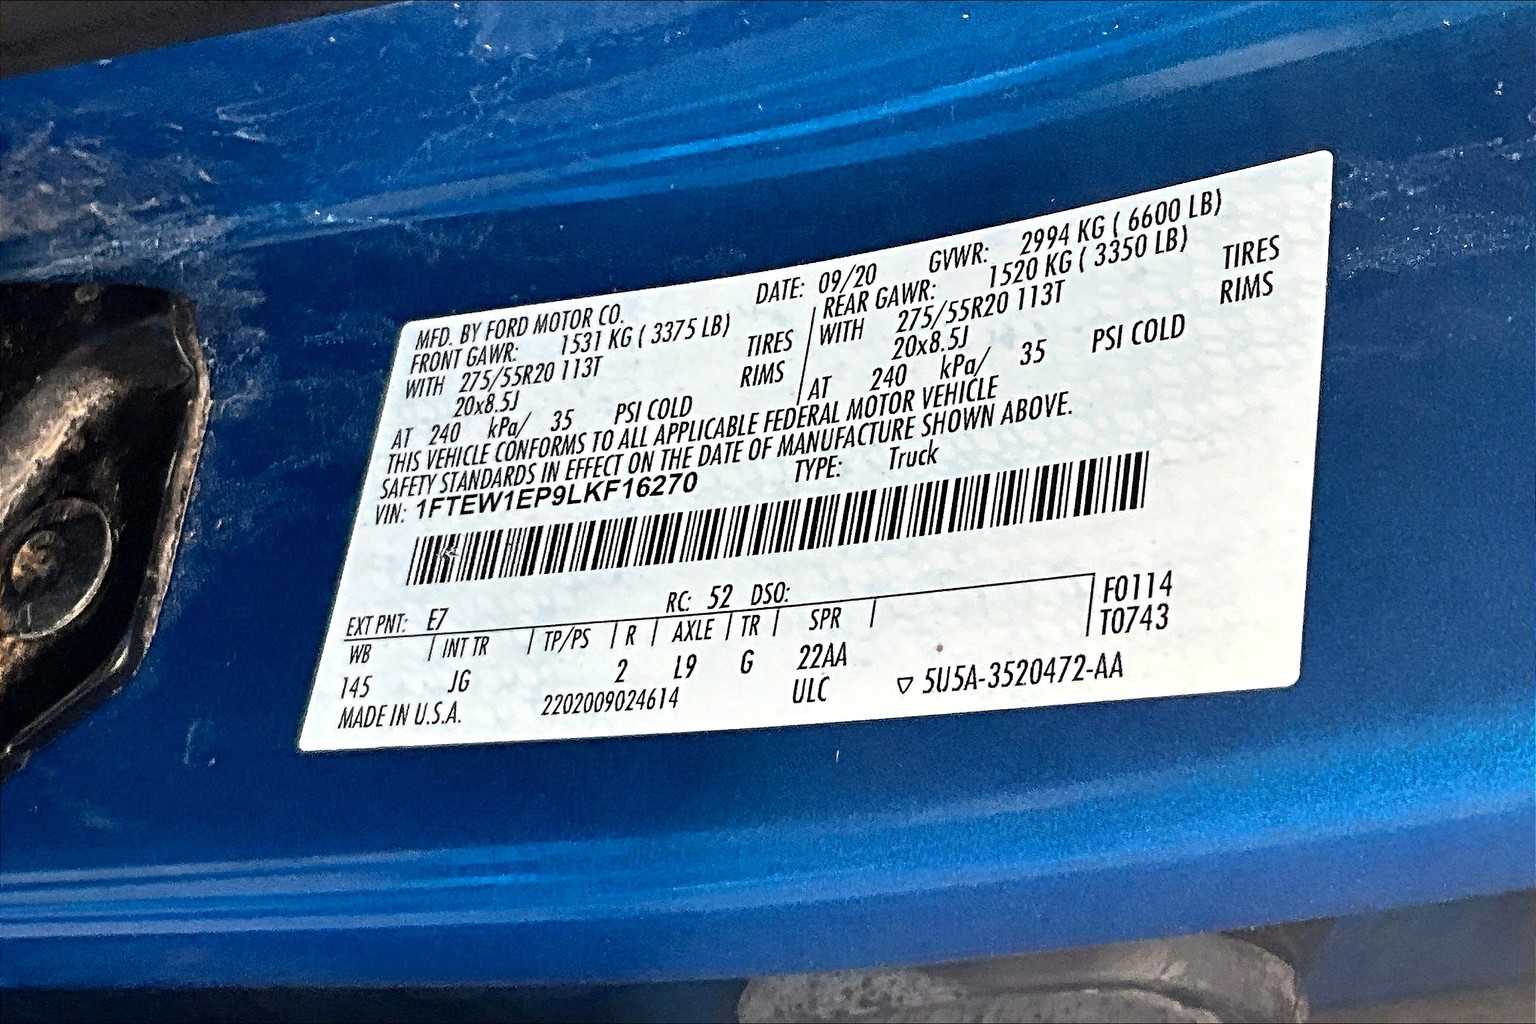 MFD. BY FORD MOTOR CO. DATE: 09/20 GVWR: 2994 KG ( 6600 LB)
FRONT GAWR: 1531 KG ( 3375 LB) REAR GAWR: 1520 KG ( 3350 LB)
WITH 275/55R20 113T TIRES WITH 275/55R20 113T TIRES
20x8.5J RIMS 20x8.5J RIMS
AT 240 kPa/ 35 PSI COLD AT 240 kPa/ 35 PSI COLD
THIS VEHICLE CONFORMS TO ALL APPLICABLE FEDERAL MOTOR VEHICLE
SAFETY STANDARDS IN EFFECT ON THE DATE OF MANUFACTURE SHOWN ABOVE.
VIN: 1FTEW1EP9LKF16270 TYPE: Truck
EXT PNT: E7 RC: 52 DSO: F0114
WB INT TR TP/PS R AXLE TR SPR T0743
145 JG 2 L9 G 22AA
MADE IN U.S.A. 2202009024614 ULC ▽ 5U5A-3520472-AA